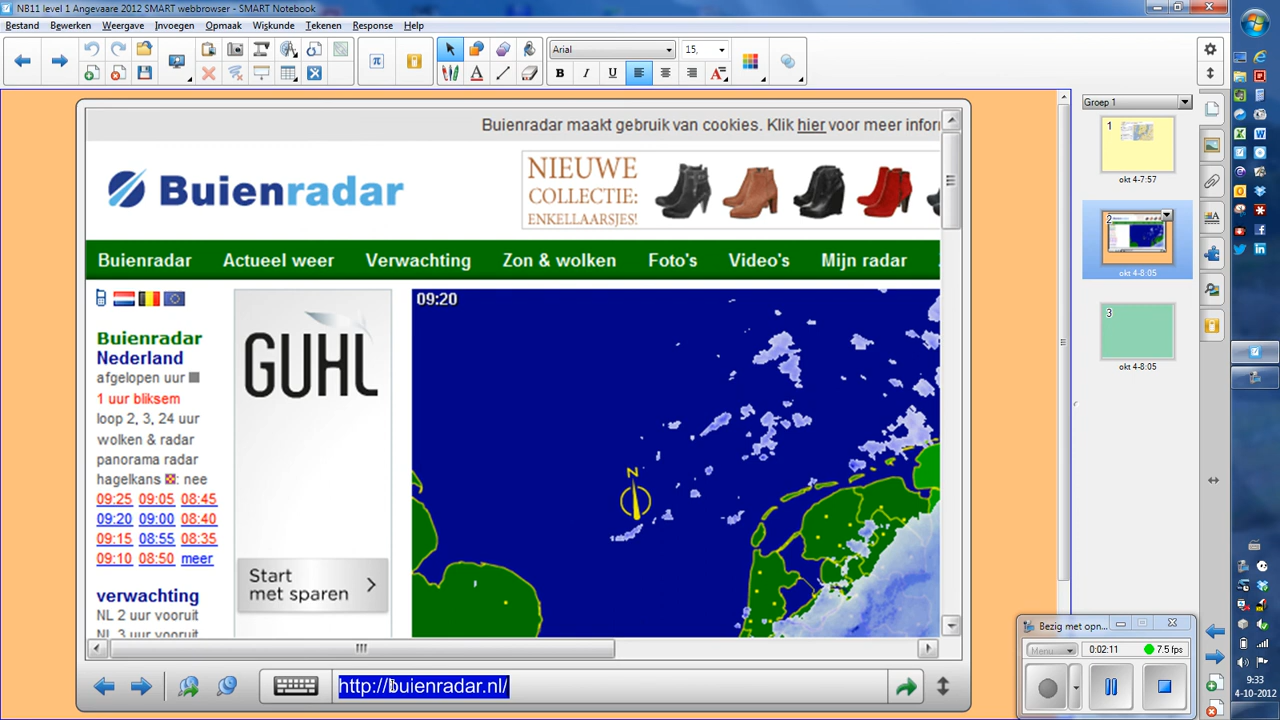 NB11 level 1 Angevaare 2012 SMART webbrowser - SMART Notebook
Bestand Bewerken Weergave Invoegen Opmaak Wiskunde Tekenen Response Help
Arial 15,
B I U A
π
Groep 1
1
okt 4-7:57
2
okt 4-8:05
3
okt 4-8:05
Buienradar maakt gebruik van cookies. Klik hier voor meer infor
Buienradar
NIEUWE
COLLECTIE:
ENKELLAARSJES!
Buienradar Actueel weer Verwachting Zon & wolken Foto's Video's Mijn radar
Buienradar
Nederland
afgelopen uur
1 uur bliksem
loop 2, 3, 24 uur
wolken & radar
panorama radar
hagelkans : nee
09:25 09:05 08:45
09:20 09:00 08:40
09:15 08:55 08:35
09:10 08:50 meer
verwachting
NL 2 uur vooruit
NL 3 uur vooruit
GUHL
Start
met sparen
09:20
N
http://buienradar.nl/
Bezig met opn...
Menu 0:02:11 7.5 fps
9:33
4-10-2012